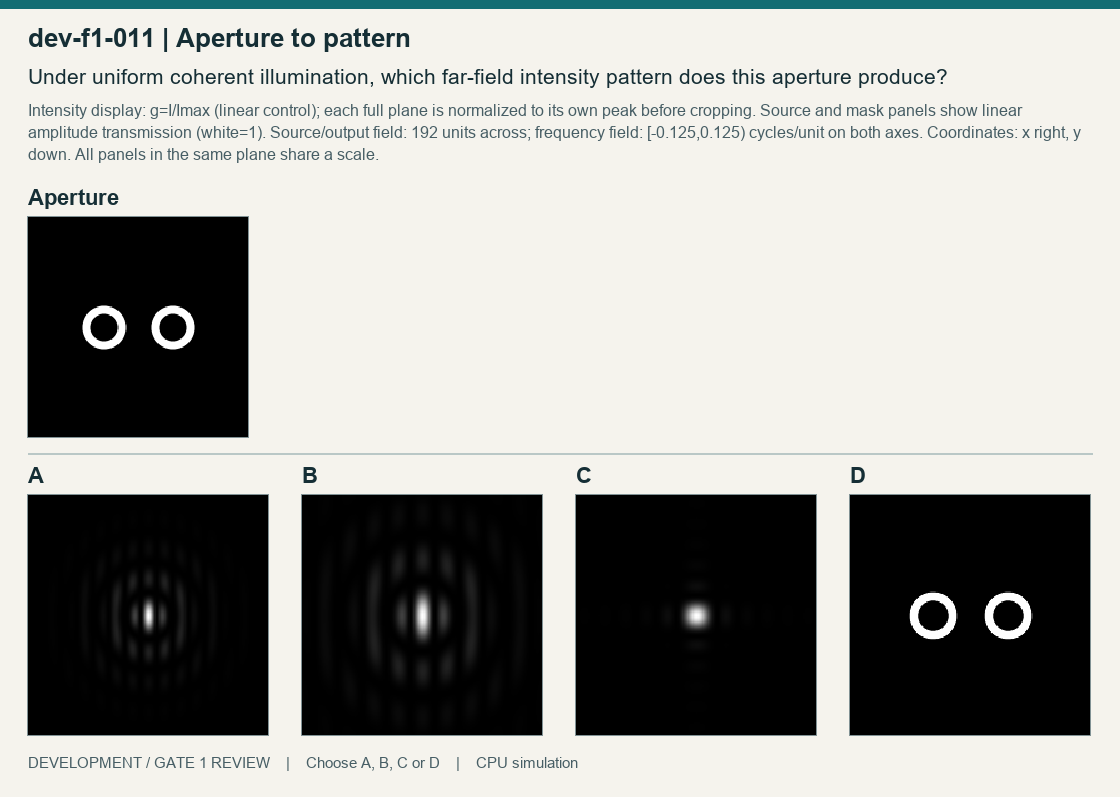 dev-f1-011 | Aperture to pattern
Under uniform coherent illumination, which far-field intensity pattern does this aperture produce?
Intensity display: g=I/Imax (linear control); each full plane is normalized to its own peak before cropping. Source and mask panels show linear
amplitude transmission (white=1). Source/output field: 192 units across; frequency field: [-0.125,0.125) cycles/unit on both axes. Coordinates: x right, y
down. All panels in the same plane share a scale.
Aperture
A B C D
DEVELOPMENT / GATE 1 REVIEW | Choose A, B, C or D | CPU simulation